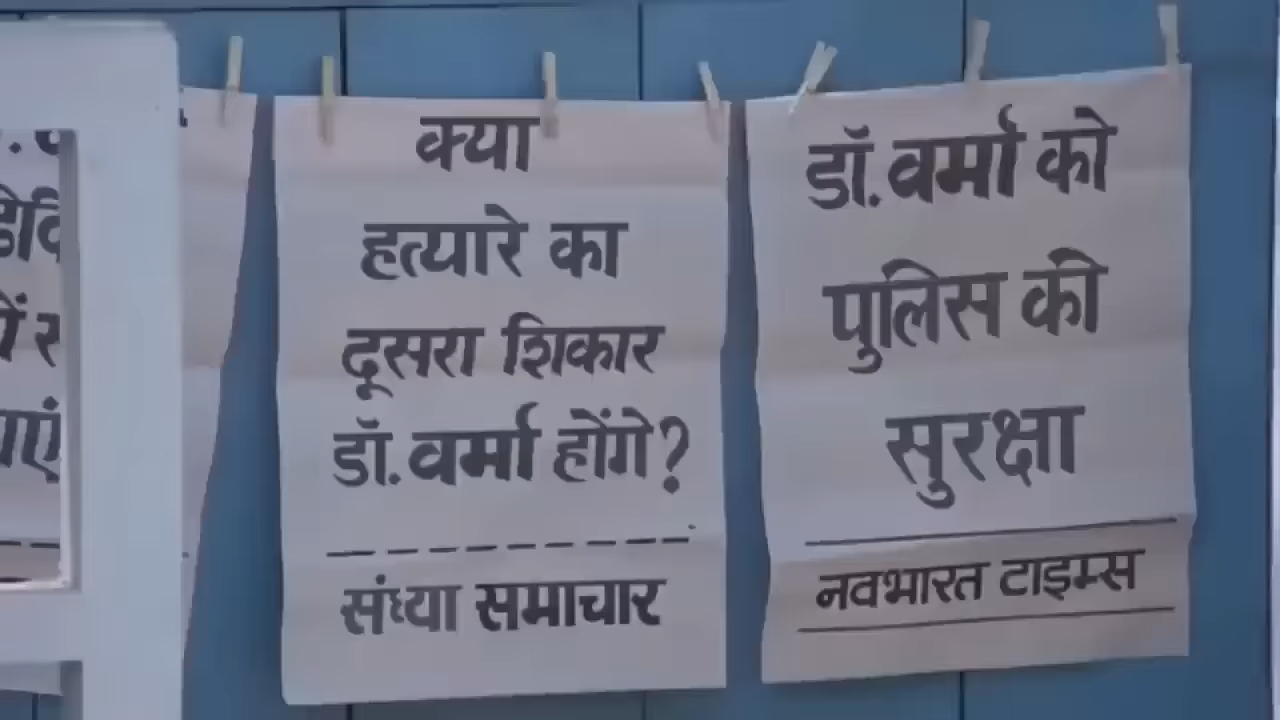 क्या
हत्यारे का
दूसरा शिकार
डॉ. वर्मा होंगे?
संध्या समाचार
डॉ. वर्मा को
पुलिस की
सुरक्षा
नवभारत टाइम्स